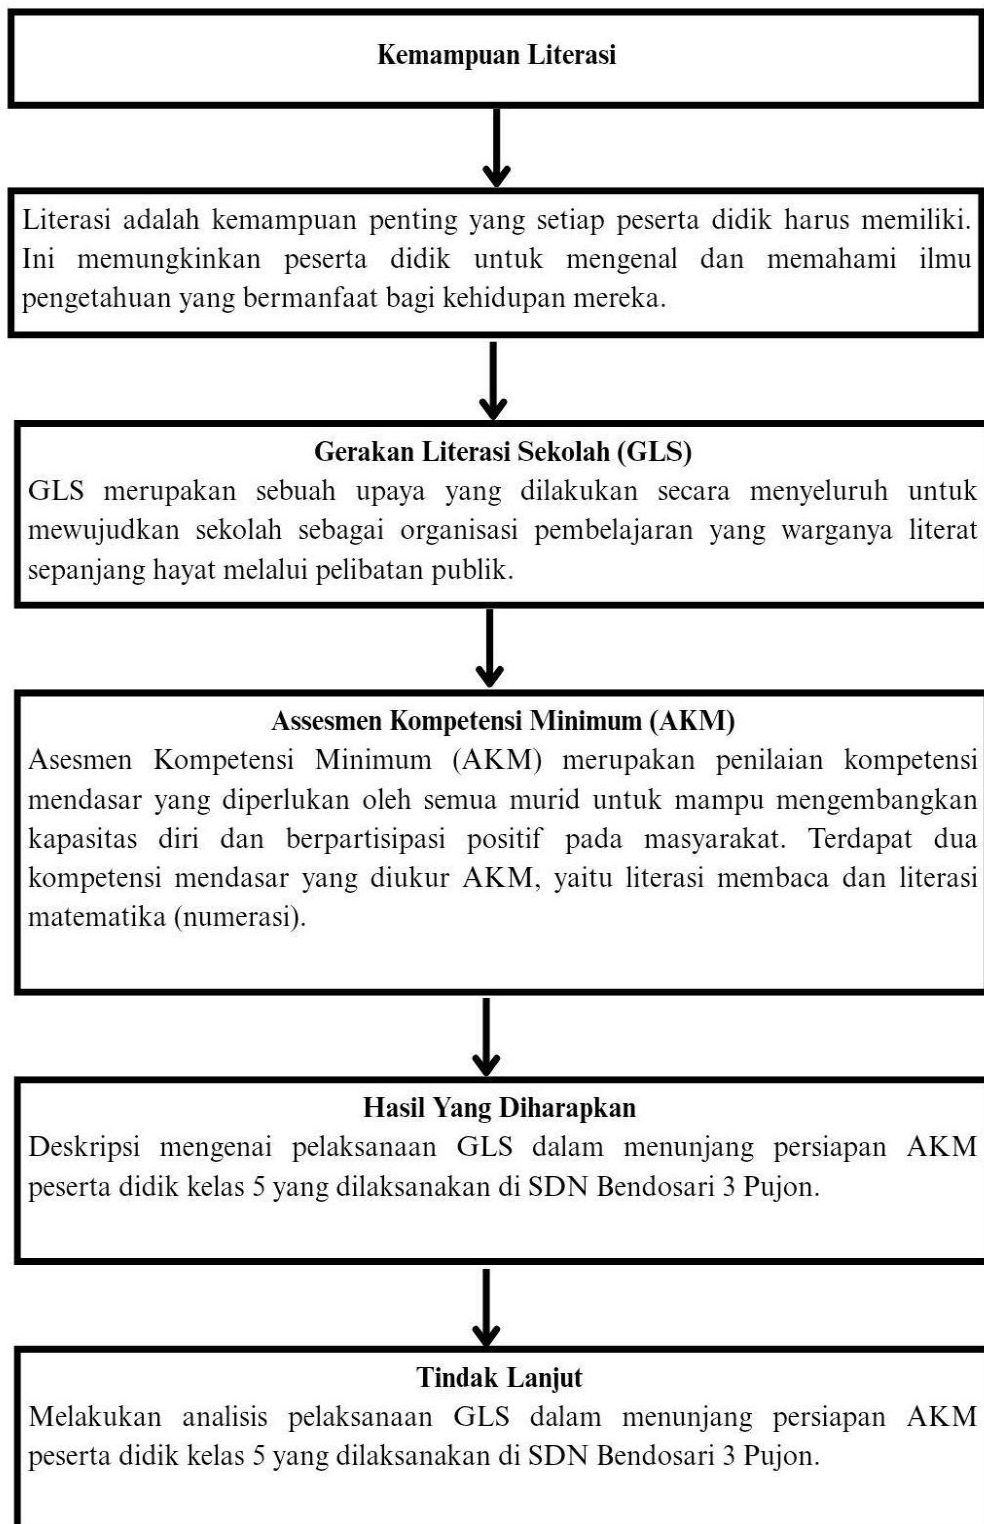 Kemampuan Literasi
Literasi adalah kemampuan penting yang setiap peserta didik harus memiliki.
Ini memungkinkan peserta didik untuk mengenal dan memahami ilmu
pengetahuan yang bermanfaat bagi kehidupan mereka.
Gerakan Literasi Sekolah (GLS)
GLS merupakan sebuah upaya yang dilakukan secara menyeluruh untuk
mewujudkan sekolah sebagai organisasi pembelajaran yang warganya literat
sepanjang hayat melalui pelibatan publik.
Assesmen Kompetensi Minimum (AKM)
Asesmen Kompetensi Minimum (AKM) merupakan penilaian kompetensi
mendasar yang diperlukan oleh semua murid untuk mampu mengembangkan
kapasitas diri dan berpartisipasi positif pada masyarakat. Terdapat dua
kompetensi mendasar yang diukur AKM, yaitu literasi membaca dan literasi
matematika (numerasi).
Hasil Yang Diharapkan
Deskripsi mengenai pelaksanaan GLS dalam menunjang persiapan AKM
peserta didik kelas 5 yang dilaksanakan di SDN Bendosari 3 Pujon.
Tindak Lanjut
Melakukan analisis pelaksanaan GLS dalam menunjang persiapan AKM
peserta didik kelas 5 yang dilaksanakan di SDN Bendosari 3 Pujon.